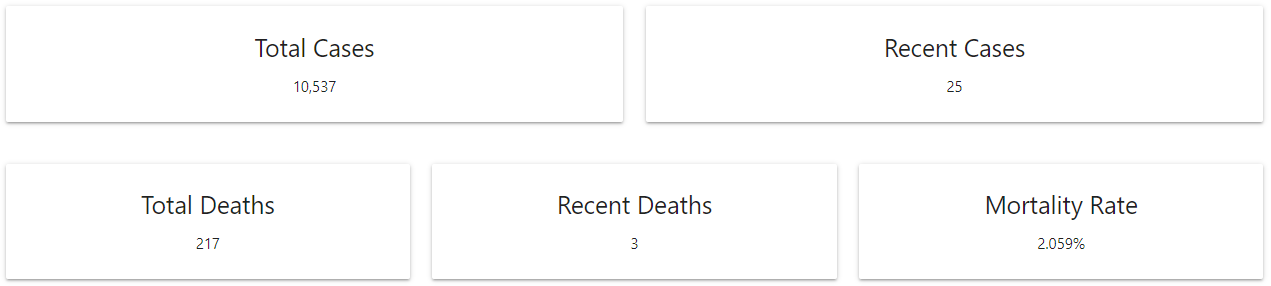 Total Cases
10,537
Recent Cases
25
Total Deaths
217
Recent Deaths
3
Mortality Rate
2.059%